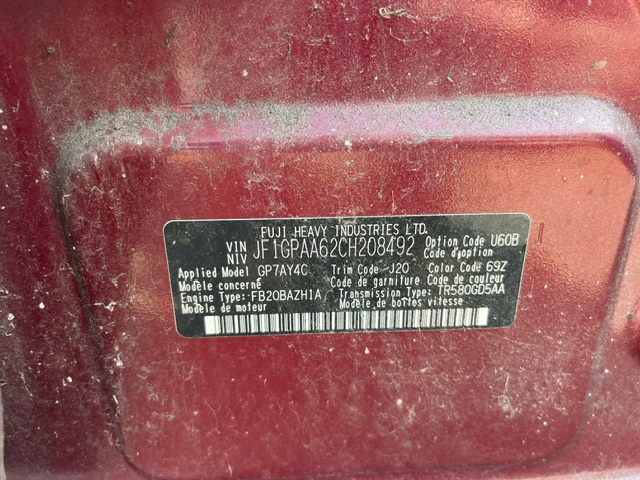 FUJI HEAVY INDUSTRIES LTD.
VIN NIV JF1GPAA62CH208492 Option Code U60B
Code d'option
Applied Model GP7AY4C Trim Code J20 Color Code 69Z
Modèle concerné Code de garniture Code de couleur
Engine Type FB20BAZH1A Transmission Type TR580GD5AA
Modèle de moteur Modèle de boîtes de vitesses